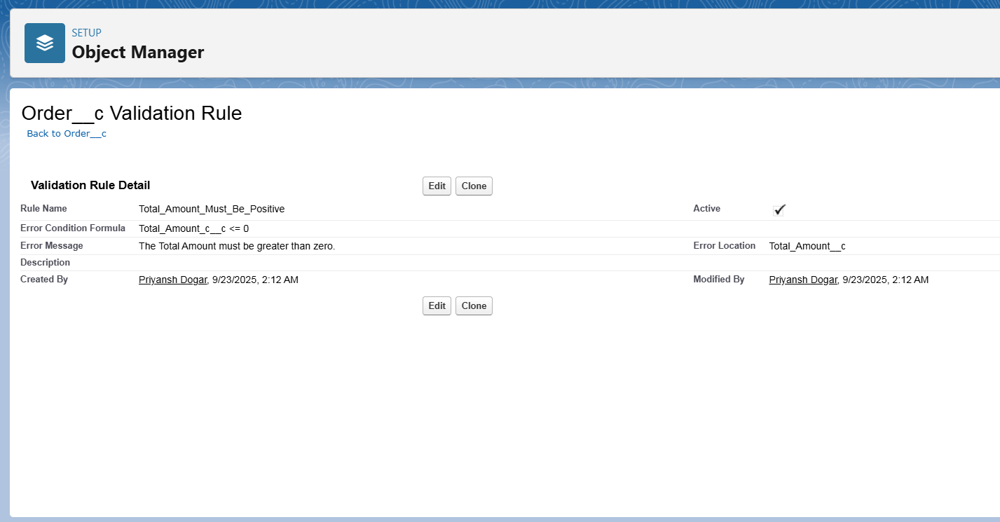 SETUP
Object Manager
Order__c Validation Rule
Back to Order__c
Validation Rule Detail
Edit Clone
Rule Name Total_Amount_Must_Be_Positive Active
Error Condition Formula Total_Amount_c__c <= 0
Error Message The Total Amount must be greater than zero. Error Location Total_Amount__c
Description
Created By Priyansh Dogar, 9/23/2025, 2:12 AM Modified By Priyansh Dogar, 9/23/2025, 2:12 AM
Edit Clone